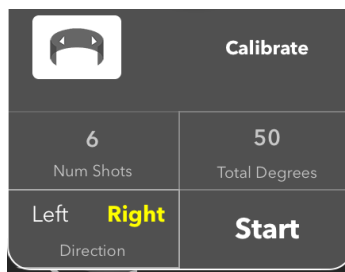 Calibrate
6
Num Shots
50
Total Degrees
Left Right
Direction
Start